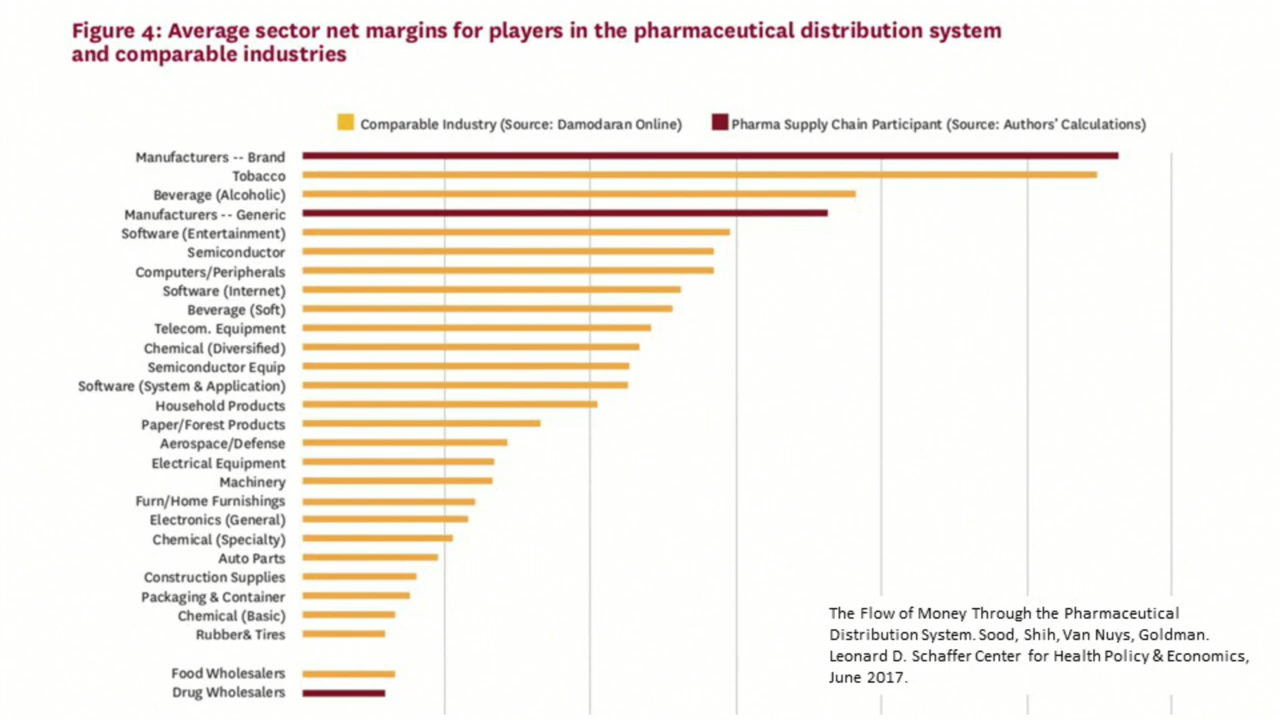 Figure 4: Average sector net margins for players in the pharmaceutical distribution system
and comparable industries
Comparable Industry (Source: Damodaran Online)
Pharma Supply Chain Participant (Source: Authors' Calculations)
Manufacturers -- Brand
Tobacco
Beverage (Alcoholic)
Manufacturers -- Generic
Software (Entertainment)
Semiconductor
Computers/Peripherals
Software (Internet)
Beverage (Soft)
Telecom. Equipment
Chemical (Diversified)
Semiconductor Equip
Software (System & Application)
Household Products
Paper/Forest Products
Aerospace/Defense
Electrical Equipment
Machinery
Furn/Home Furnishings
Electronics (General)
Chemical (Specialty)
Auto Parts
Construction Supplies
Packaging & Container
Chemical (Basic)
Rubber& Tires
Food Wholesalers
Drug Wholesalers
The Flow of Money Through the Pharmaceutical
Distribution System. Sood, Shih, Van Nuys, Goldman.
Leonard D. Schaffer Center for Health Policy & Economics,
June 2017.